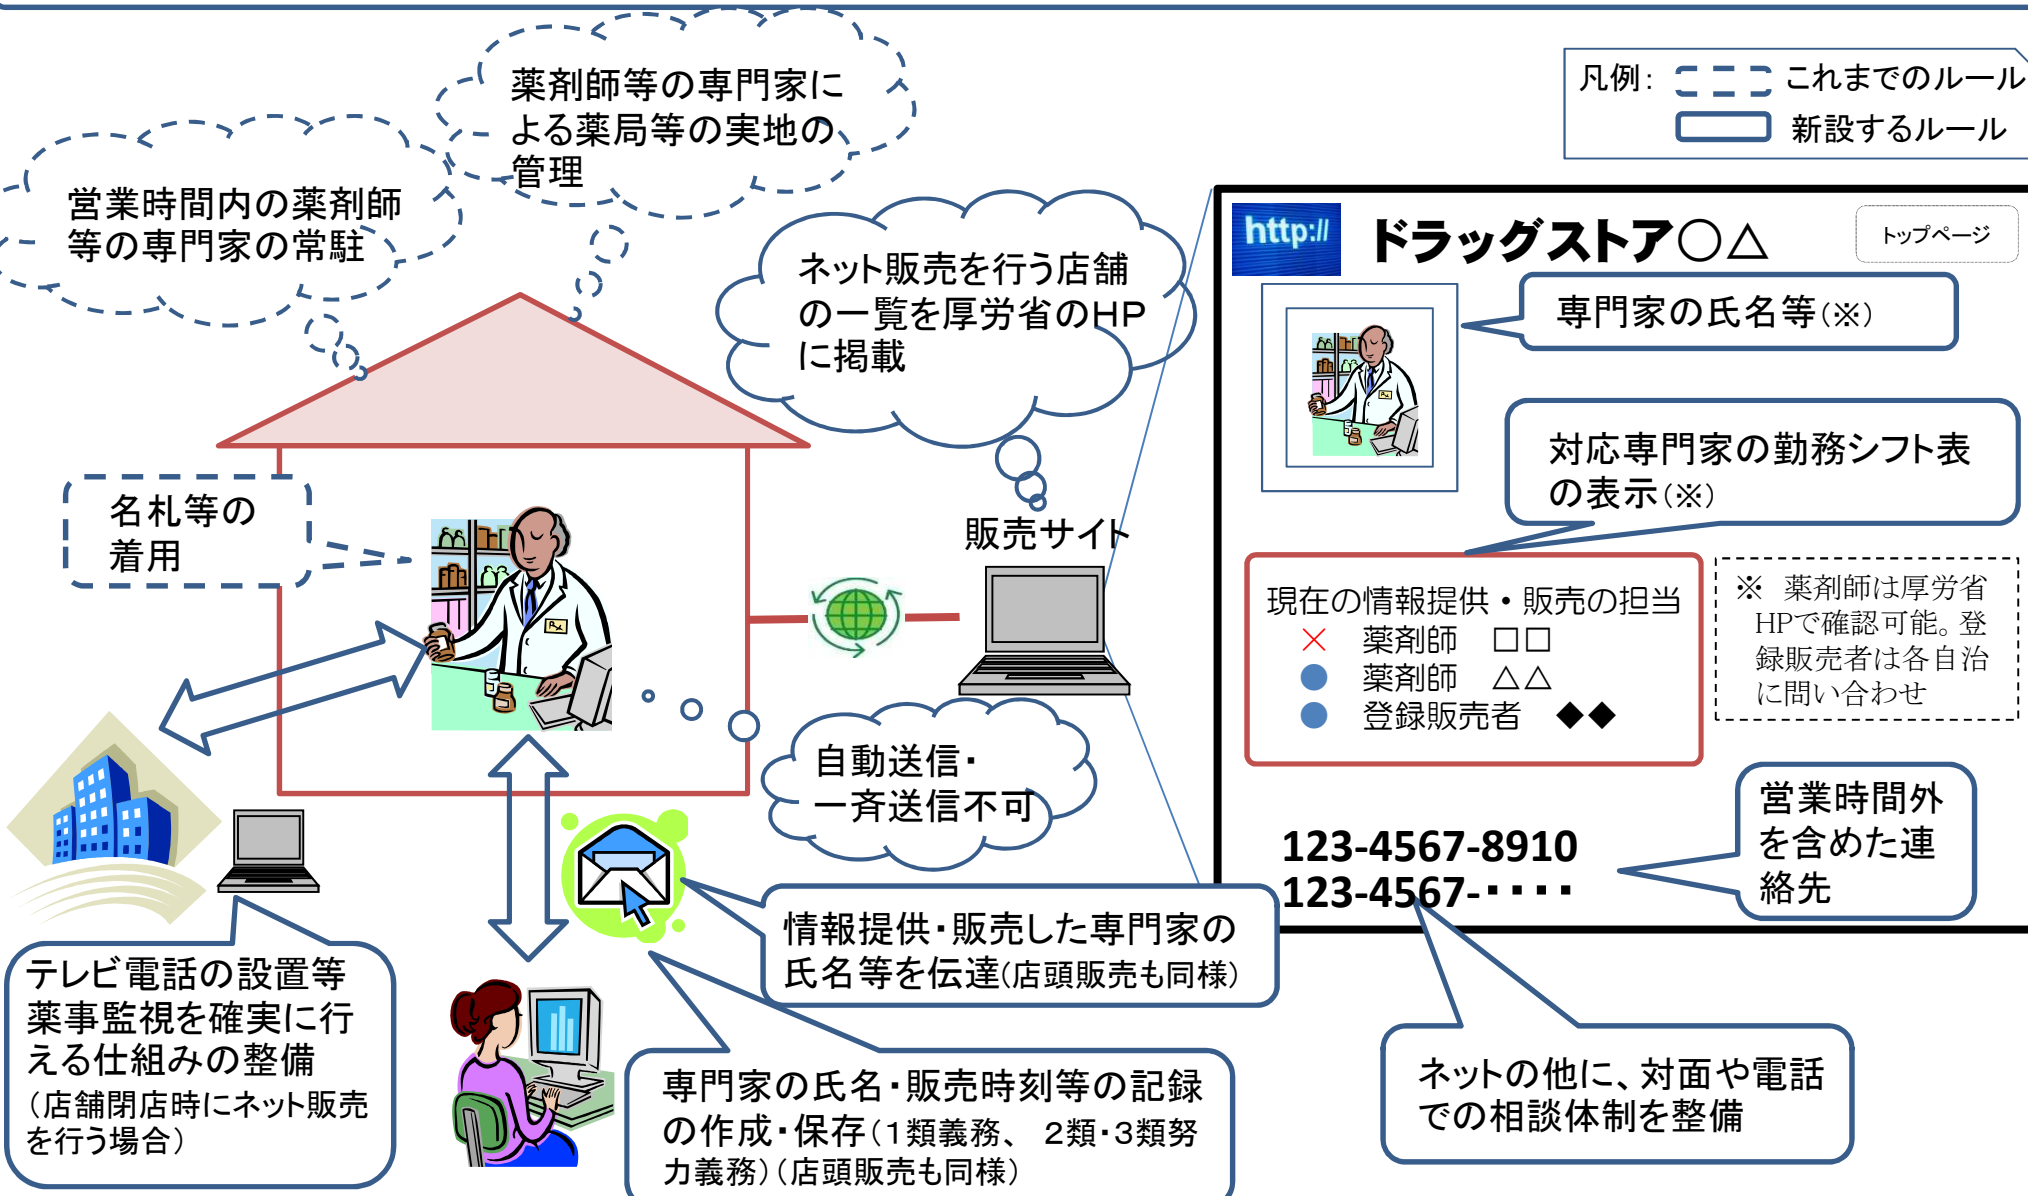 凡例：
これまでのルール
新設するルール
薬剤師等の専門家に
よる薬局等の実地の
管理
営業時間内の薬剤師
等の専門家の常駐
ネット販売を行う店舗
の一覧を厚労省のHP
に掲載
名札等の
着用
販売サイト
自動送信・
一斉送信不可
http://
ドラッグストア○△
トップページ
専門家の氏名等(※)
対応専門家の勤務シフト表
の表示(※)
現在の情報提供・販売の担当
× 薬剤師 □□
● 薬剤師 △△
● 登録販売者 ◆◆
※ 薬剤師は厚労省
HPで確認可能。登
録販売者は各自治
に問い合わせ
123-4567-8910
123-4567-・・・・
営業時間外
を含めた連
絡先
情報提供・販売した専門家の
氏名等を伝達(店頭販売も同様)
テレビ電話の設置等
薬事監視を確実に行
える仕組みの整備
(店舗閉店時にネット販売
を行う場合)
専門家の氏名・販売時刻等の記録
の作成・保存(1類義務、 2類・3類努
力義務)(店頭販売も同様)
ネットの他に、対面や電話
での相談体制を整備